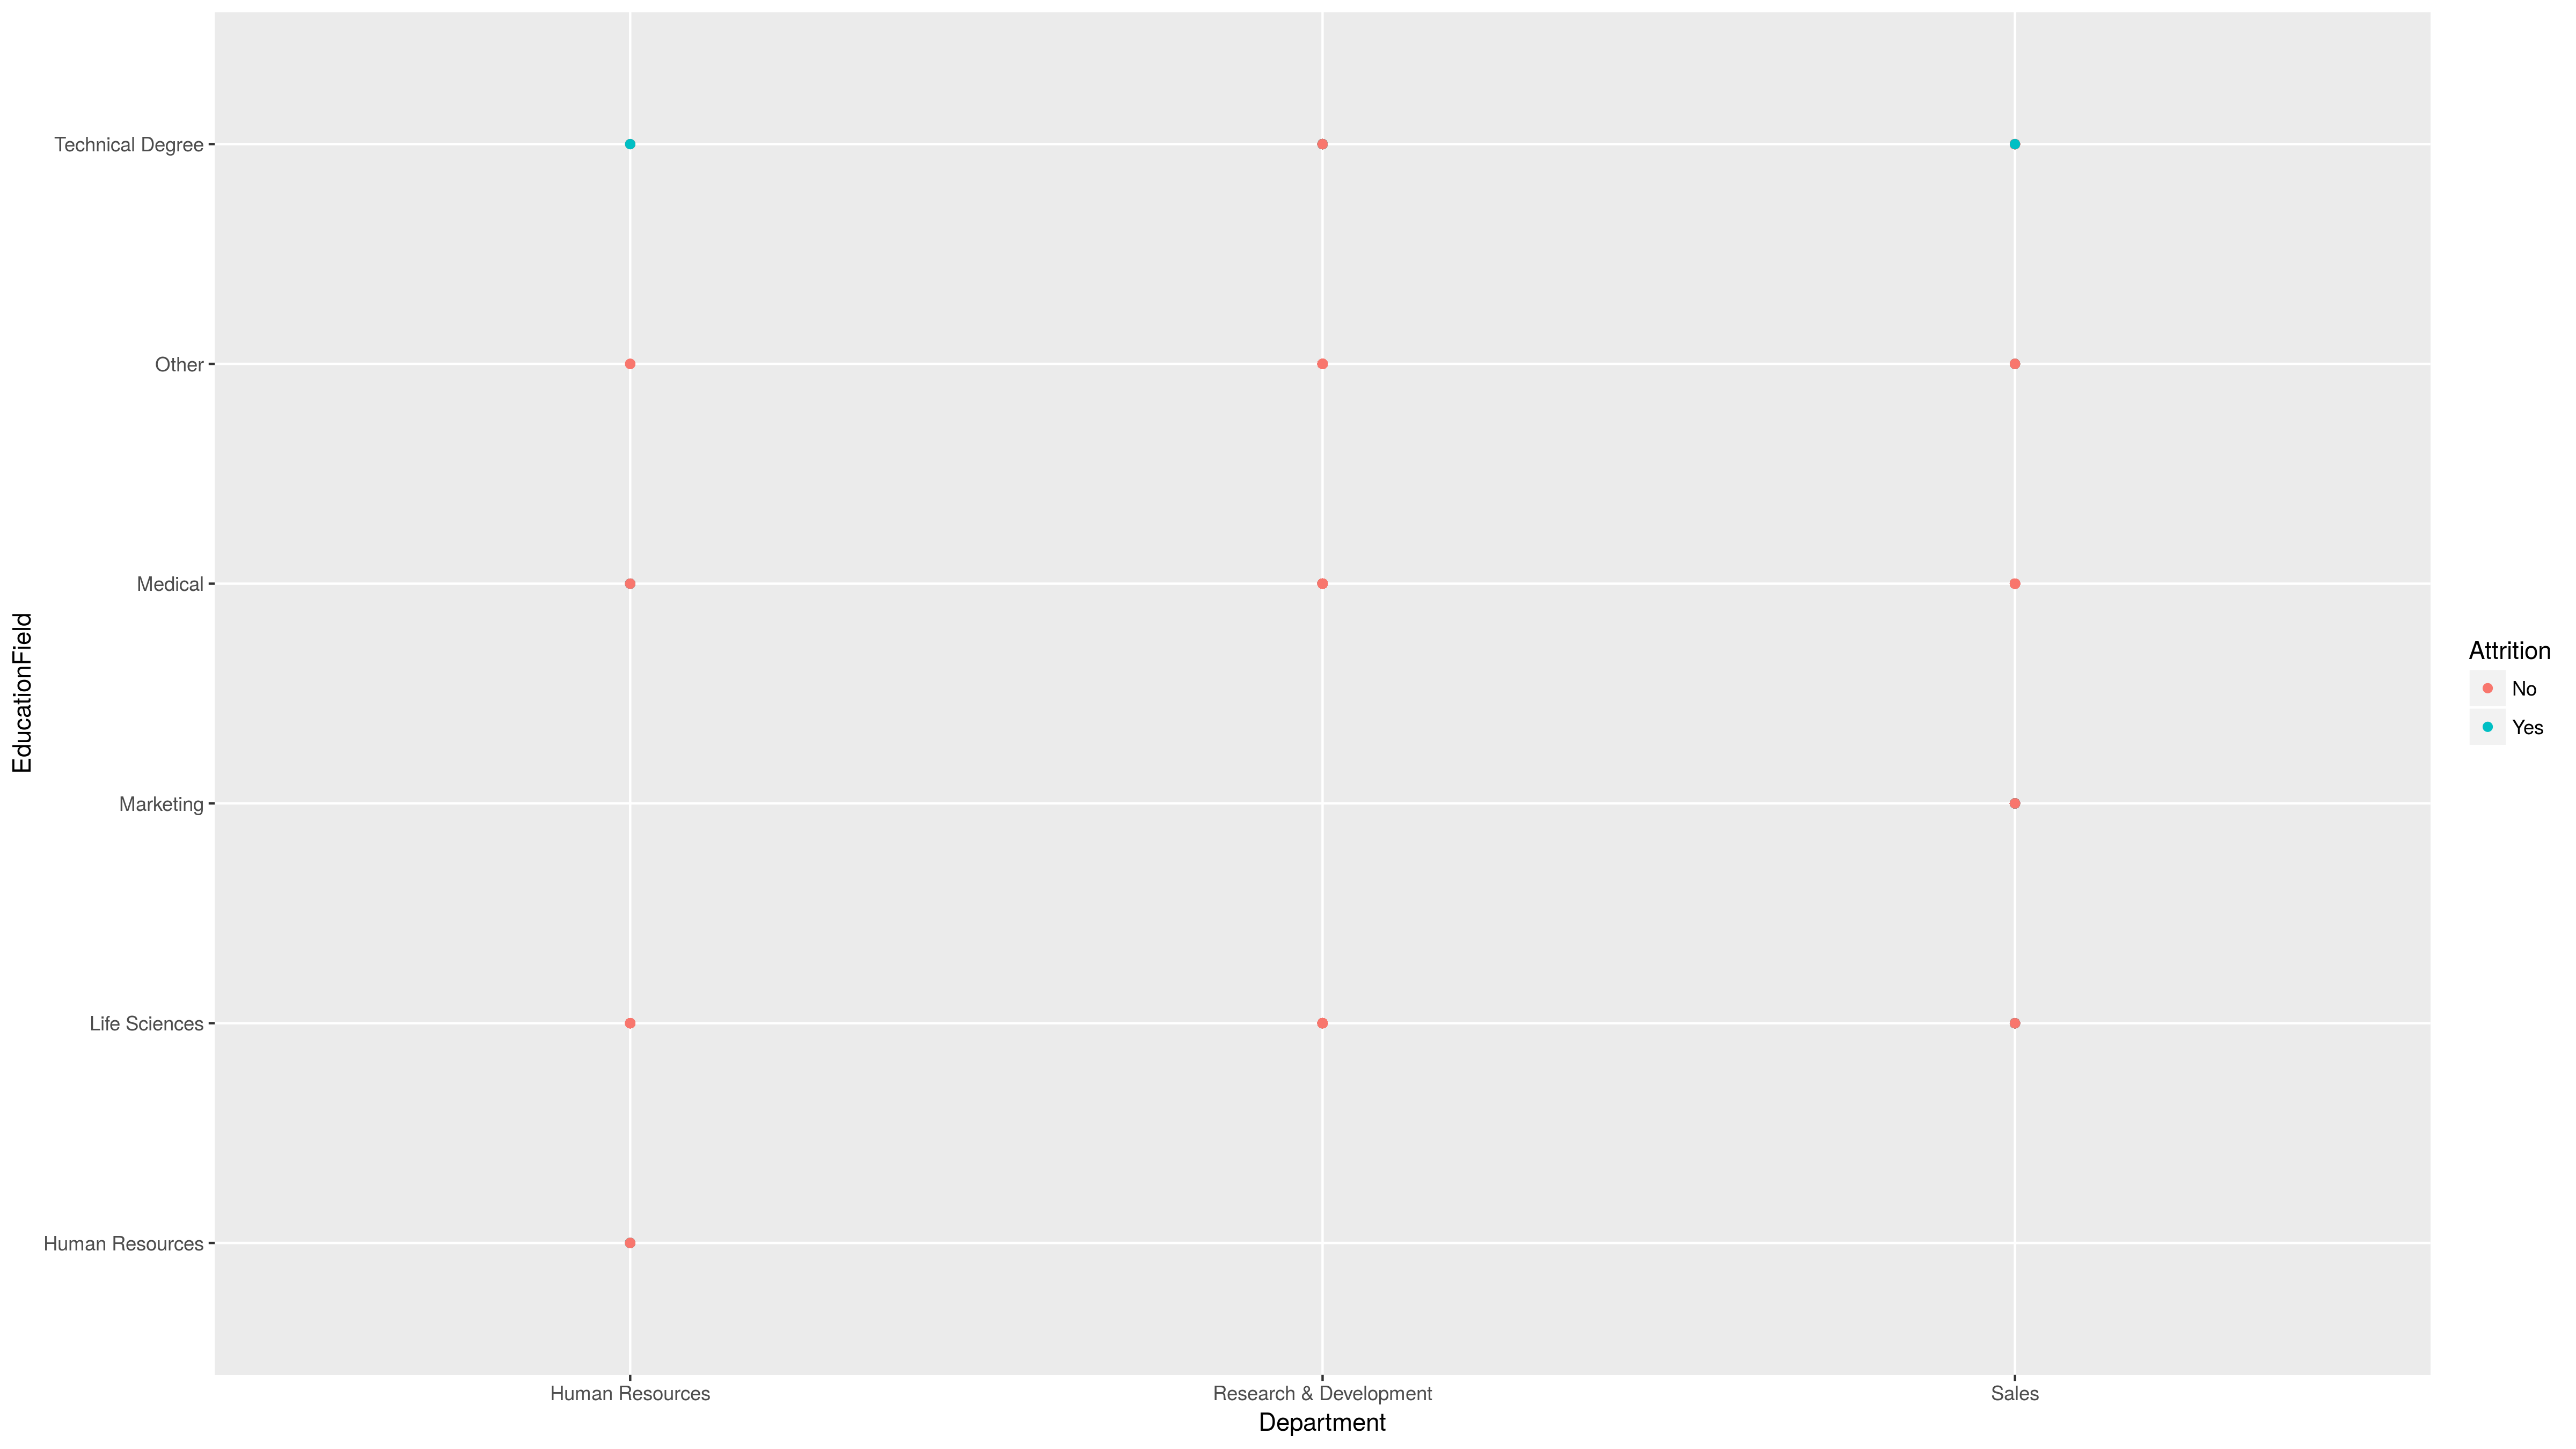 Technical Degree
Other
Medical
Marketing
Life Sciences
Human Resources
EducationField
Human Resources
Research & Development
Sales
Department
Attrition
No
Yes